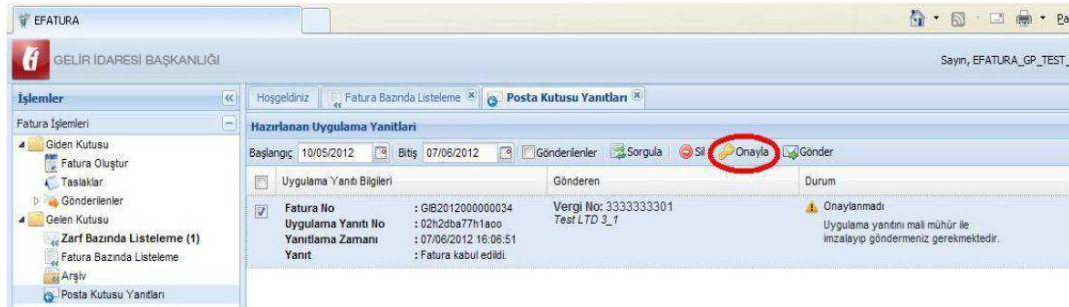 EFATURA
Pa
GELİR İDARESİ BAŞKANLIĞI
Sayın, EFATURA_GP_TEST_
İşlemler
Fatura İşlemleri
Giden Kutusu
Fatura Oluştur
Taslaklar
Gönderilenler
Gelen Kutusu
Zarf Bazında Listeleme (1)
Fatura Bazında Listeleme
Arşiv
Posta Kutusu Yanıtları
Hoşgeldiniz
Fatura Bazında Listeleme
Posta Kutusu Yanıtları
Hazırlanan Uygulama Yanitlari
Başlangıç 10/05/2012 Bitiş 07/06/2012 Gönderilenler Sorgula Sil Onayla Gönder
Uygulama Yanıtı Bilgileri Gönderen Durum
Fatura No : GIB2012000000034
Uygulama Yanıtı No : 02h2dba77h1aoo
Yanıtlama Zamanı : 07/06/2012 16:06:51
Yanıt : Fatura kabul edildi.
Vergi No: 3333333301
Test LTD 3_1
Onaylanmadı
Uygulama yanıtını mali mühür ile
imzalayıp göndermeniz gerekmektedir.